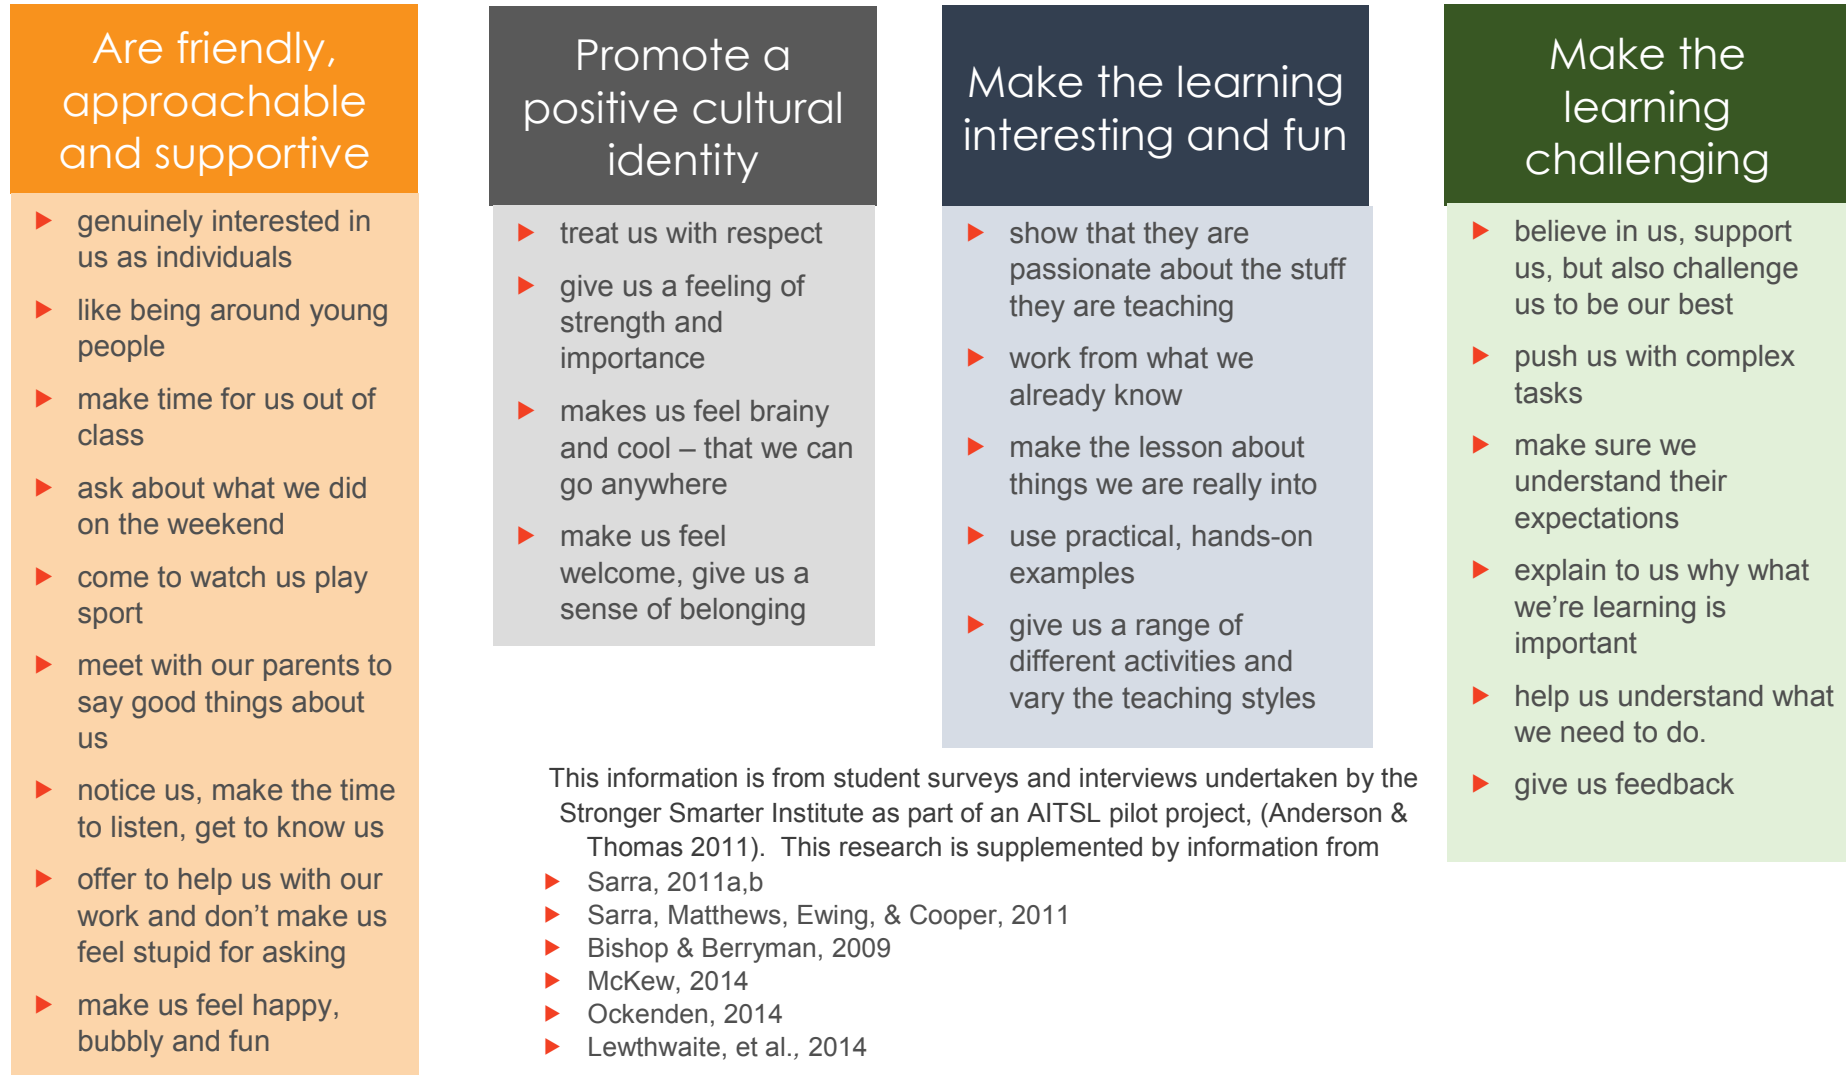 Are friendly,
approachable
and supportive
genuinely interested in
us as individuals
like being around young
people
make time for us out of
class
ask about what we did
on the weekend
come to watch us play
sport
meet with our parents to
say good things about
us
notice us, make the time
to listen, get to know us
offer to help us with our
work and don’t make us
feel stupid for asking
make us feel happy,
bubbly and fun
Promote a
positive cultural
identity
treat us with respect
give us a feeling of
strength and
importance
makes us feel brainy
and cool – that we can
go anywhere
make us feel
welcome, give us a
sense of belonging
Make the learning
interesting and fun
show that they are
passionate about the stuff
they are teaching
work from what we
already know
make the lesson about
things we are really into
use practical, hands-on
examples
give us a range of
different activities and
vary the teaching styles
Make the
learning
challenging
believe in us, support
us, but also challenge
us to be our best
push us with complex
tasks
make sure we
understand their
expectations
explain to us why what
we’re learning is
important
help us understand what
we need to do.
give us feedback
This information is from student surveys and interviews undertaken by the
Stronger Smarter Institute as part of an AITSL pilot project, (Anderson &
Thomas 2011). This research is supplemented by information from
Sarra, 2011a,b
Sarra, Matthews, Ewing, & Cooper, 2011
Bishop & Berryman, 2009
McKew, 2014
Ockenden, 2014
Lewthwaite, et al., 2014